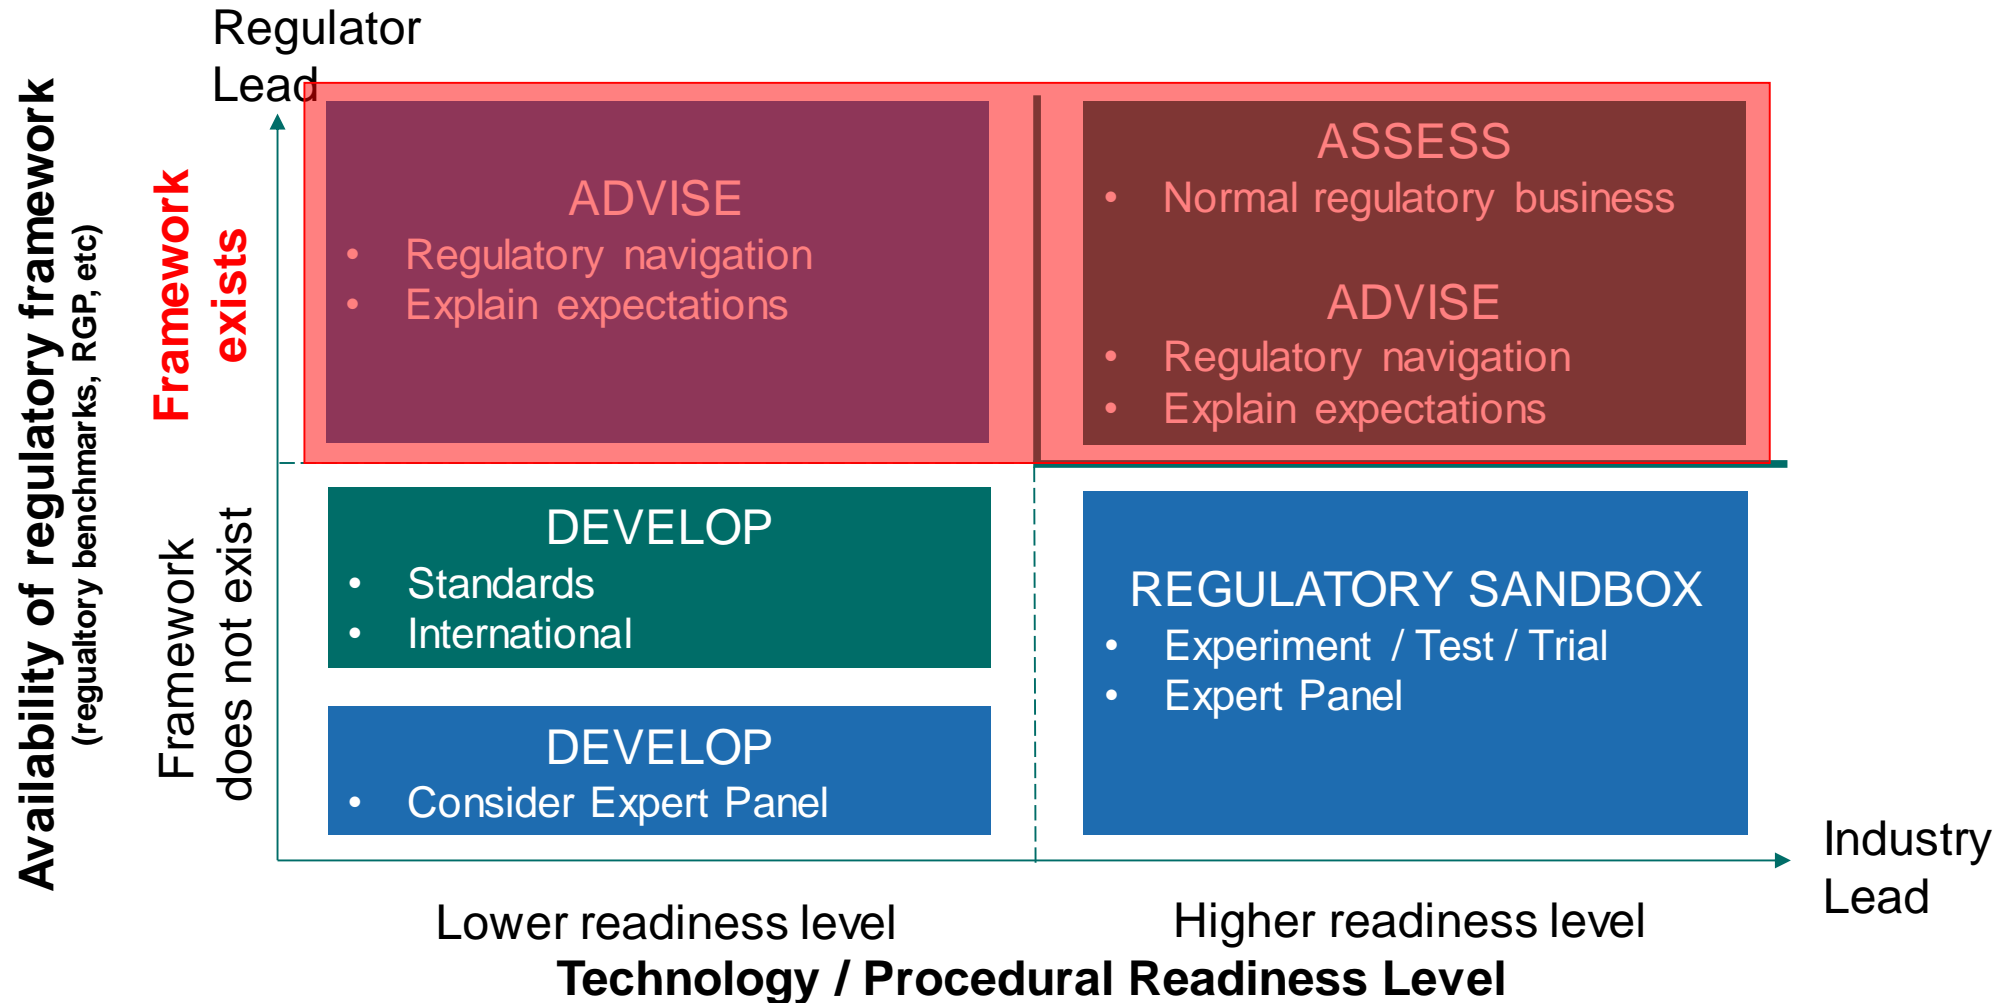 Regulator
Lead
Availability of regulatory framework
(regualtory benchmarks, RGP, etc)
Framework
exists
ADVISE
• Regulatory navigation
• Explain expectations
ASSESS
• Normal regulatory business
ADVISE
• Regulatory navigation
• Explain expectations
Framework
does not exist
DEVELOP
• Standards
• International
DEVELOP
• Consider Expert Panel
REGULATORY SANDBOX
• Experiment / Test / Trial
• Expert Panel
Industry
Lead
Lower readiness level
Higher readiness level
Technology / Procedural Readiness Level